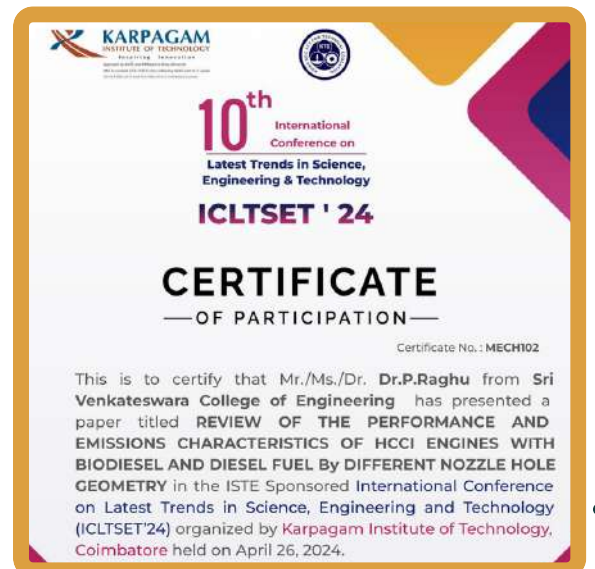 KARPAGAM
INSTITUTE OF TECHNOLOGY
Inspiring Innovation
ISTE
10th
International
Conference on
Latest Trends in Science,
Engineering & Technology
ICLTSET ' 24
CERTIFICATE
—OF PARTICIPATION—
Certificate No. : MECH102
This is to certify that Mr./Ms./Dr. Dr.P.Raghu from Sri
Venkateswara College of Engineering has presented a
paper titled REVIEW OF THE PERFORMANCE AND
EMISSIONS CHARACTERISTICS OF HCCI ENGINES WITH
BIODIESEL AND DIESEL FUEL By DIFFERENT NOZZLE HOLE
GEOMETRY in the ISTE Sponsored International Conference
on Latest Trends in Science, Engineering and Technology
(ICLTSET'24) organized by Karpagam Institute of Technology,
Coimbatore held on April 26, 2024.